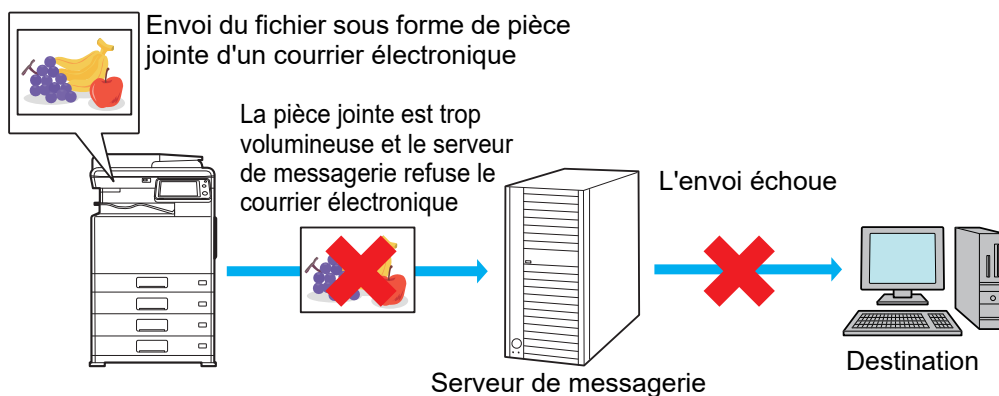 Envoi du fichier sous forme de pièce
jointe d'un courrier électronique
La pièce jointe est trop
volumineuse et le serveur
de messagerie refuse le
courrier électronique
L'envoi échoue
Serveur de messagerie
Destination